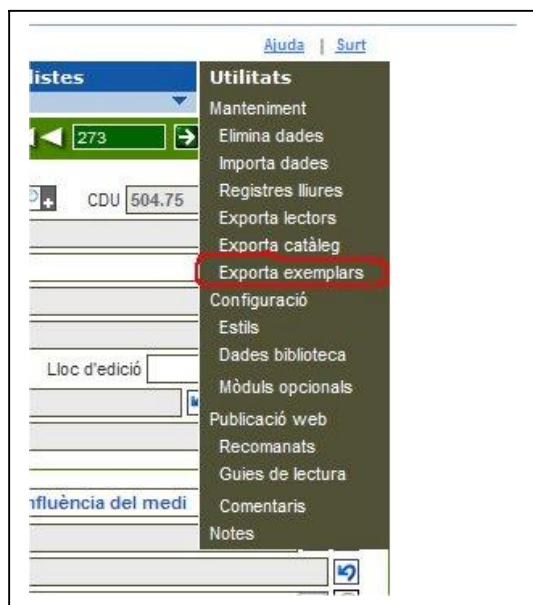 Ajuda | Surt
listes
Utilitats
Manteniment
273
Elimina dades
Importa dades
CDU 504.75
Registres lliures
Exporta lectors
Exporta catàleg
Exporta exemplars
Configuració
Estils
Lloc d'edició
Dades biblioteca
Mòduls opcionals
Publicació web
Recomanats
Guies de lectura
nfluència del medi
Comentaris
Notes